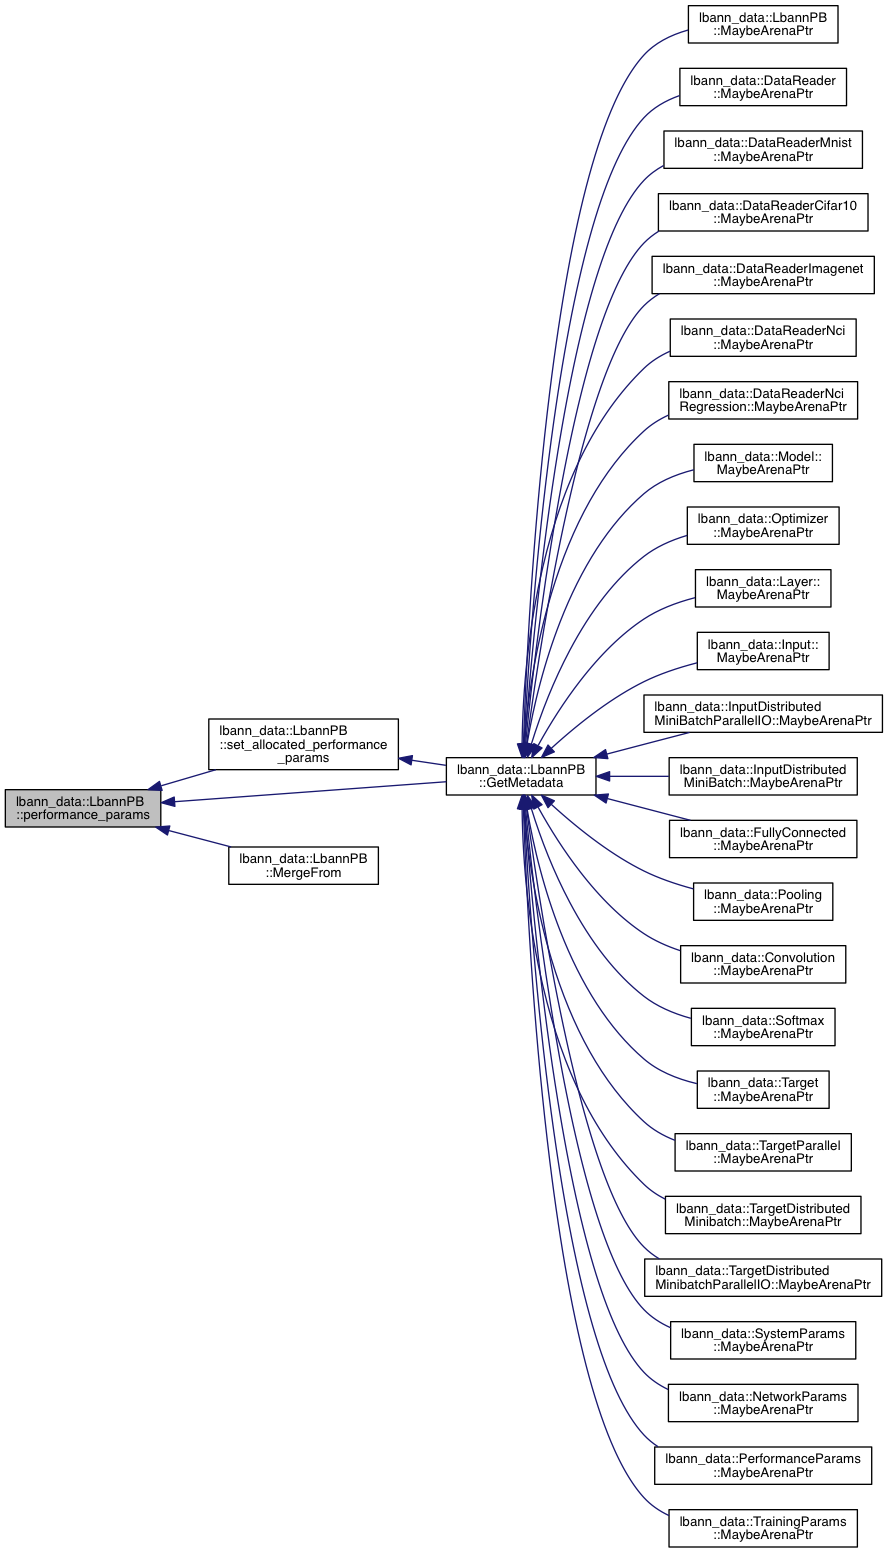 lbann_data::LbannPB
::MaybeArenaPtr
lbann_data::DataReader
::MaybeArenaPtr
lbann_data::DataReaderMnist
::MaybeArenaPtr
lbann_data::DataReaderCifar10
::MaybeArenaPtr
lbann_data::DataReaderImagenet
::MaybeArenaPtr
lbann_data::DataReaderNci
::MaybeArenaPtr
lbann_data::DataReaderNci
Regression::MaybeArenaPtr
lbann_data::Model::
MaybeArenaPtr
lbann_data::Optimizer
::MaybeArenaPtr
lbann_data::Layer::
MaybeArenaPtr
lbann_data::Input::
MaybeArenaPtr
lbann_data::InputDistributed
MiniBatchParallelIO::MaybeArenaPtr
lbann_data::LbannPB
::set_allocated_performance
_params
lbann_data::LbannPB
::GetMetadata
lbann_data::InputDistributed
MiniBatch::MaybeArenaPtr
lbann_data::LbannPB
::performance_params
lbann_data::FullyConnected
::MaybeArenaPtr
lbann_data::LbannPB
::MergeFrom
lbann_data::Pooling
::MaybeArenaPtr
lbann_data::Convolution
::MaybeArenaPtr
lbann_data::Softmax
::MaybeArenaPtr
lbann_data::Target
::MaybeArenaPtr
lbann_data::TargetParallel
::MaybeArenaPtr
lbann_data::TargetDistributed
Minibatch::MaybeArenaPtr
lbann_data::TargetDistributed
MinibatchParallelIO::MaybeArenaPtr
lbann_data::SystemParams
::MaybeArenaPtr
lbann_data::NetworkParams
::MaybeArenaPtr
lbann_data::PerformanceParams
::MaybeArenaPtr
lbann_data::TrainingParams
::MaybeArenaPtr